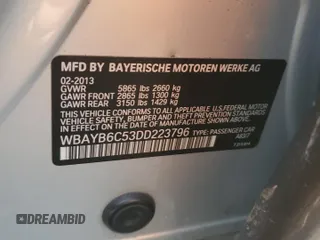 MFD BY BAYERISCHE MOTOREN WERKE AG
02-2013
GVWR 5865 lbs 2660 kg
GAWR FRONT 2865 lbs 1300 kg
GAWR REAR 3150 lbs 1429 kg
THIS VEHICLE CONFORMS TO ALL APPLICABLE FEDERAL MOTOR VEHICLE SAFETY, BUMPER, AND THEFT PREVENTION STANDARDS IN EFFECT ON THE DATE OF MANUFACTURE SHOWN ABOVE.
WBAYB6C53DD223796 TYPE: PASSENGER CAR
A83/7
DREAMBID